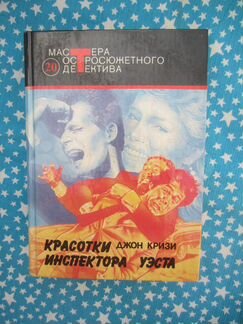 МАСТЕРА
20
ОСТРОСЮЖЕТНОГО
ДЕТЕКТИВА
КРАСОТКИ ДЖОН КРИЗИ
ИНСПЕКТОРА УЭСТА